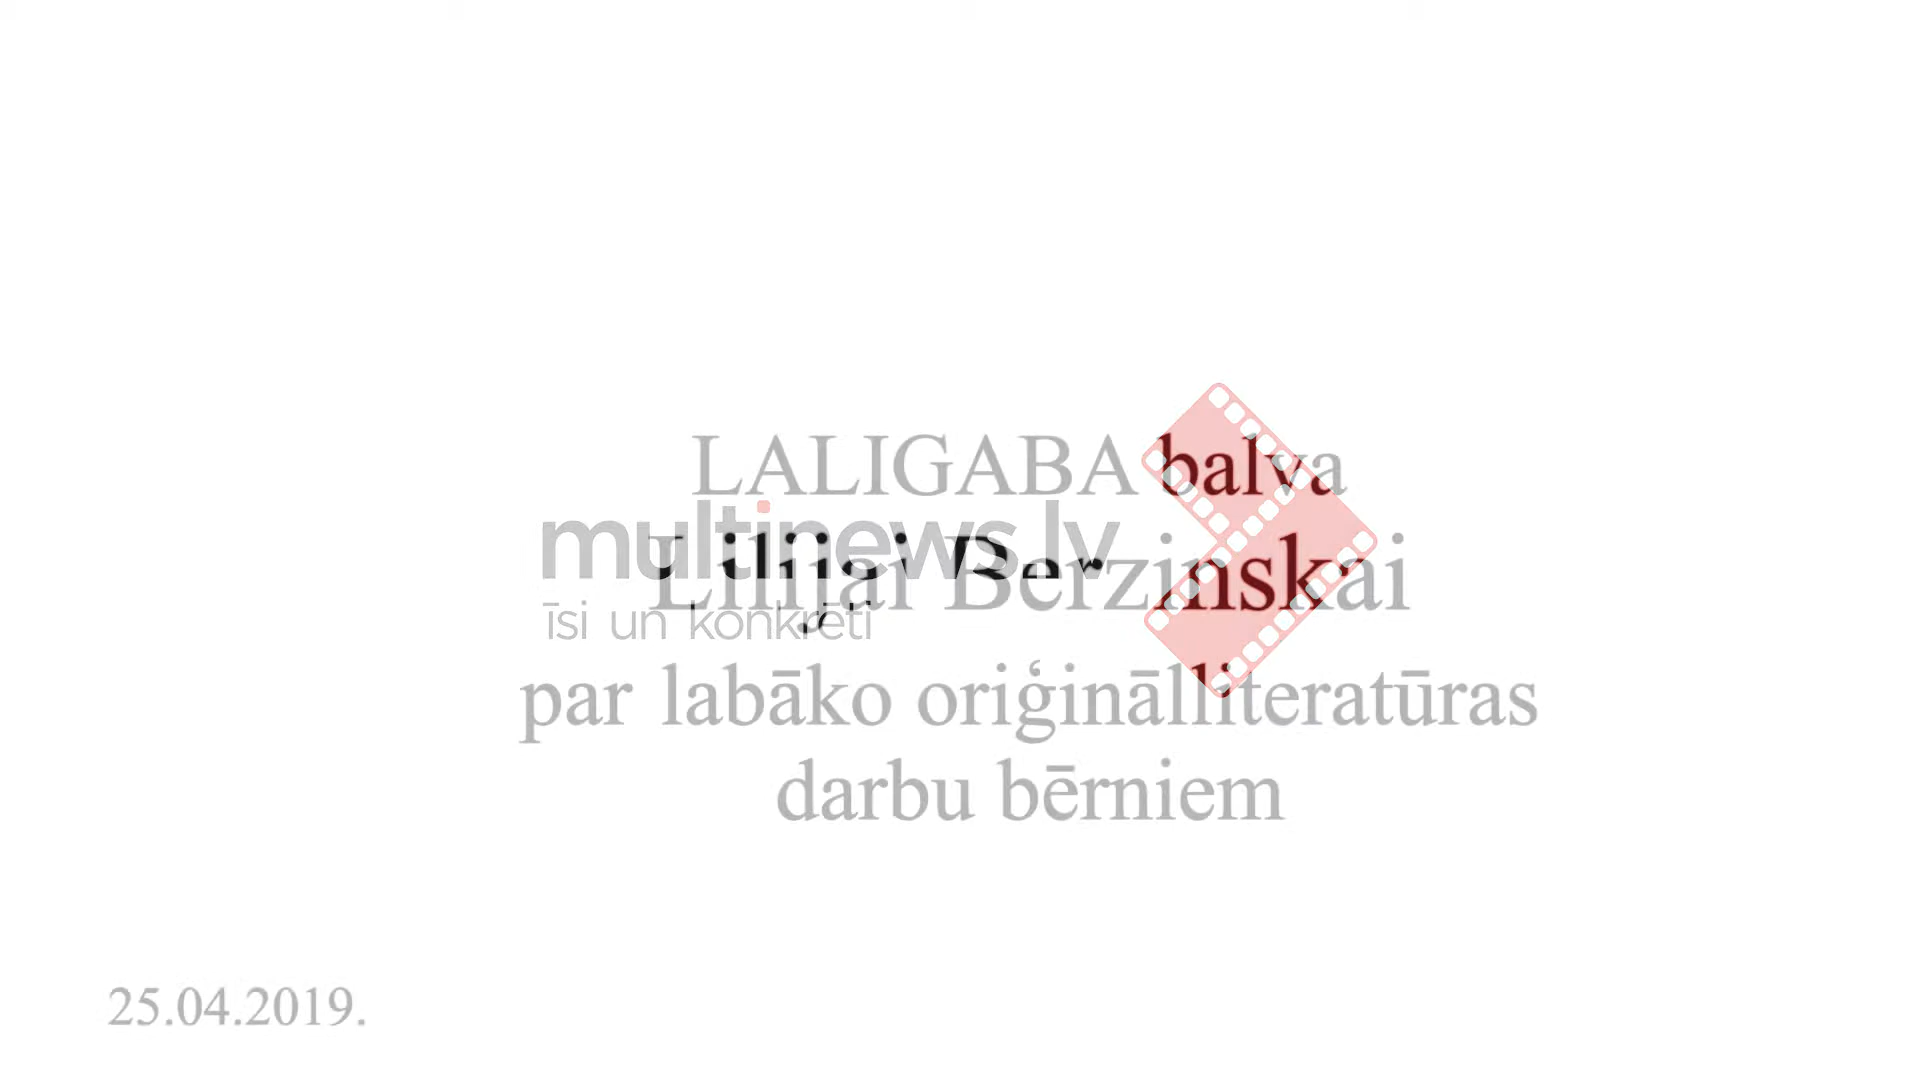 LALIGABA balva
multinews.lv
Lilijai Berzinskai
īsi un konkrēti
par labāko oriģinālliteratūras
darbu bērniem
25.04.2019.